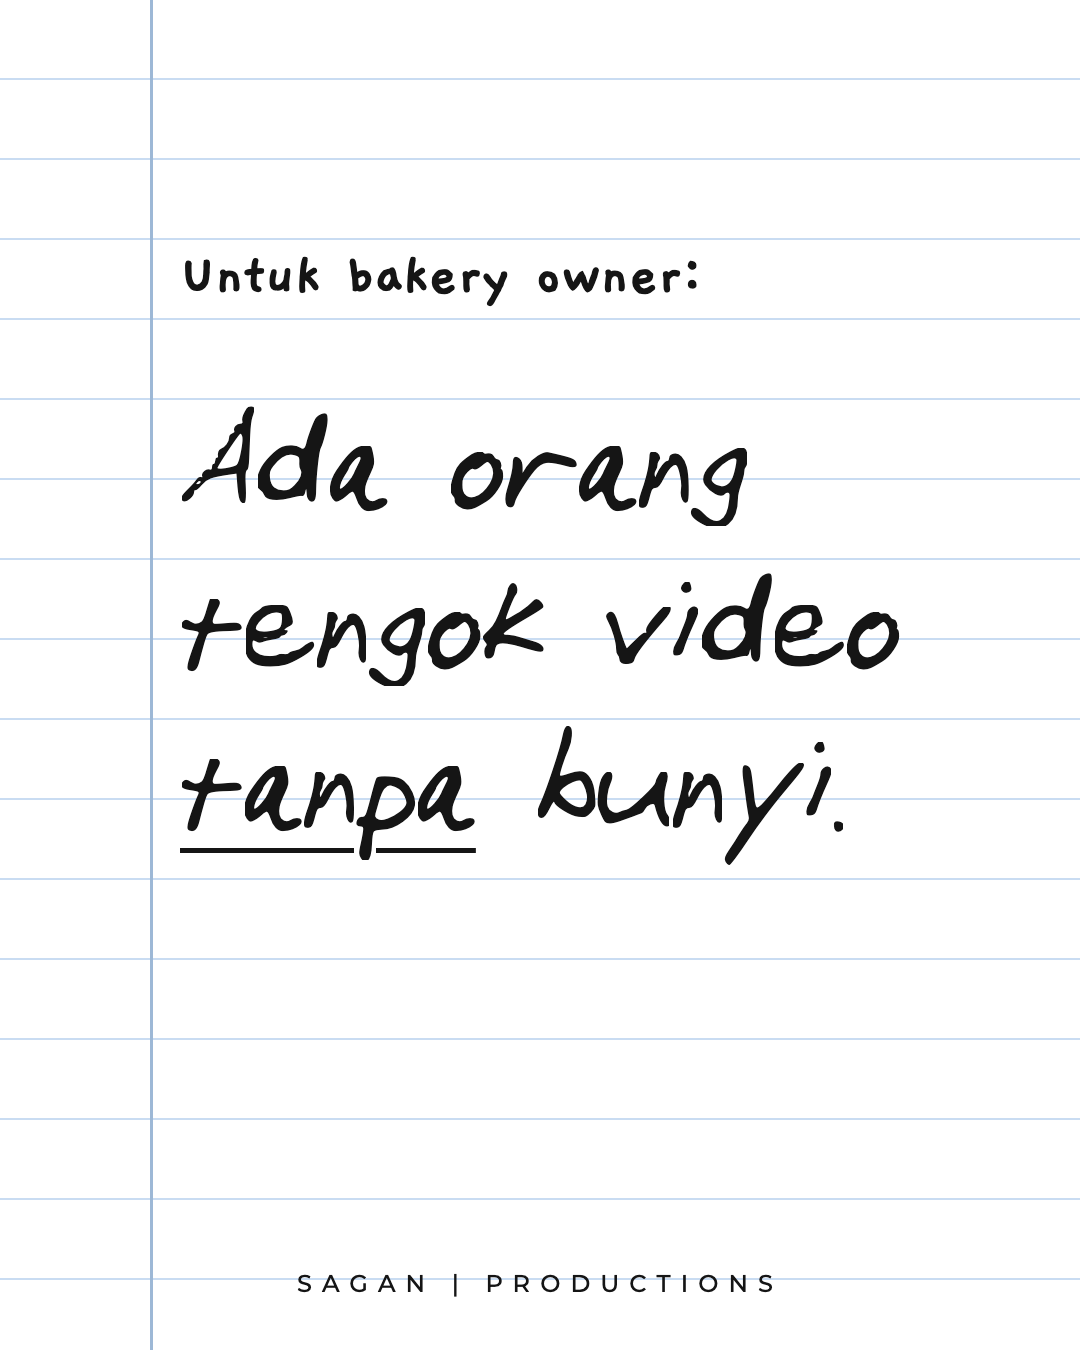 Untuk bakery owner:
Ada orang
tengok video
tanpa bunyi.
SAGAN | PRODUCTIONS